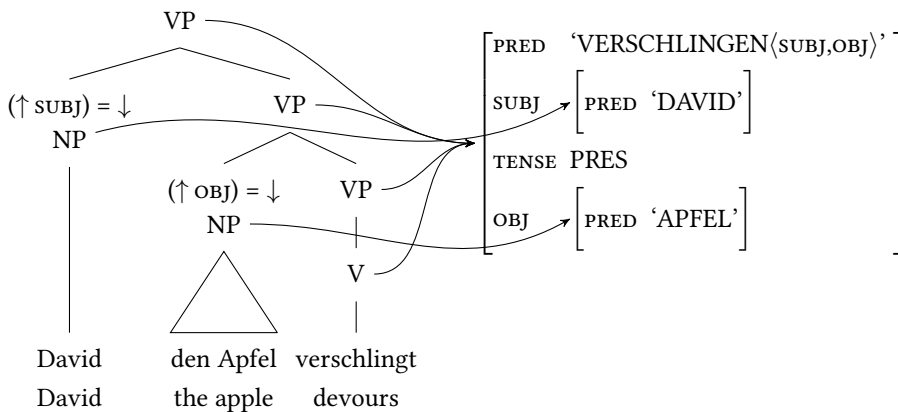 VP
PRED ‘VERSCHLINGEN⟨SUBJ,OBJ⟩’
(↑ SUBJ) = ↓ VP SUBJ [PRED ‘DAVID’]
NP
TENSE PRES
(↑ OBJ) = ↓ VP
NP OBJ [PRED ‘APFEL’]
V
David den Apfel verschlingt
David the apple devours